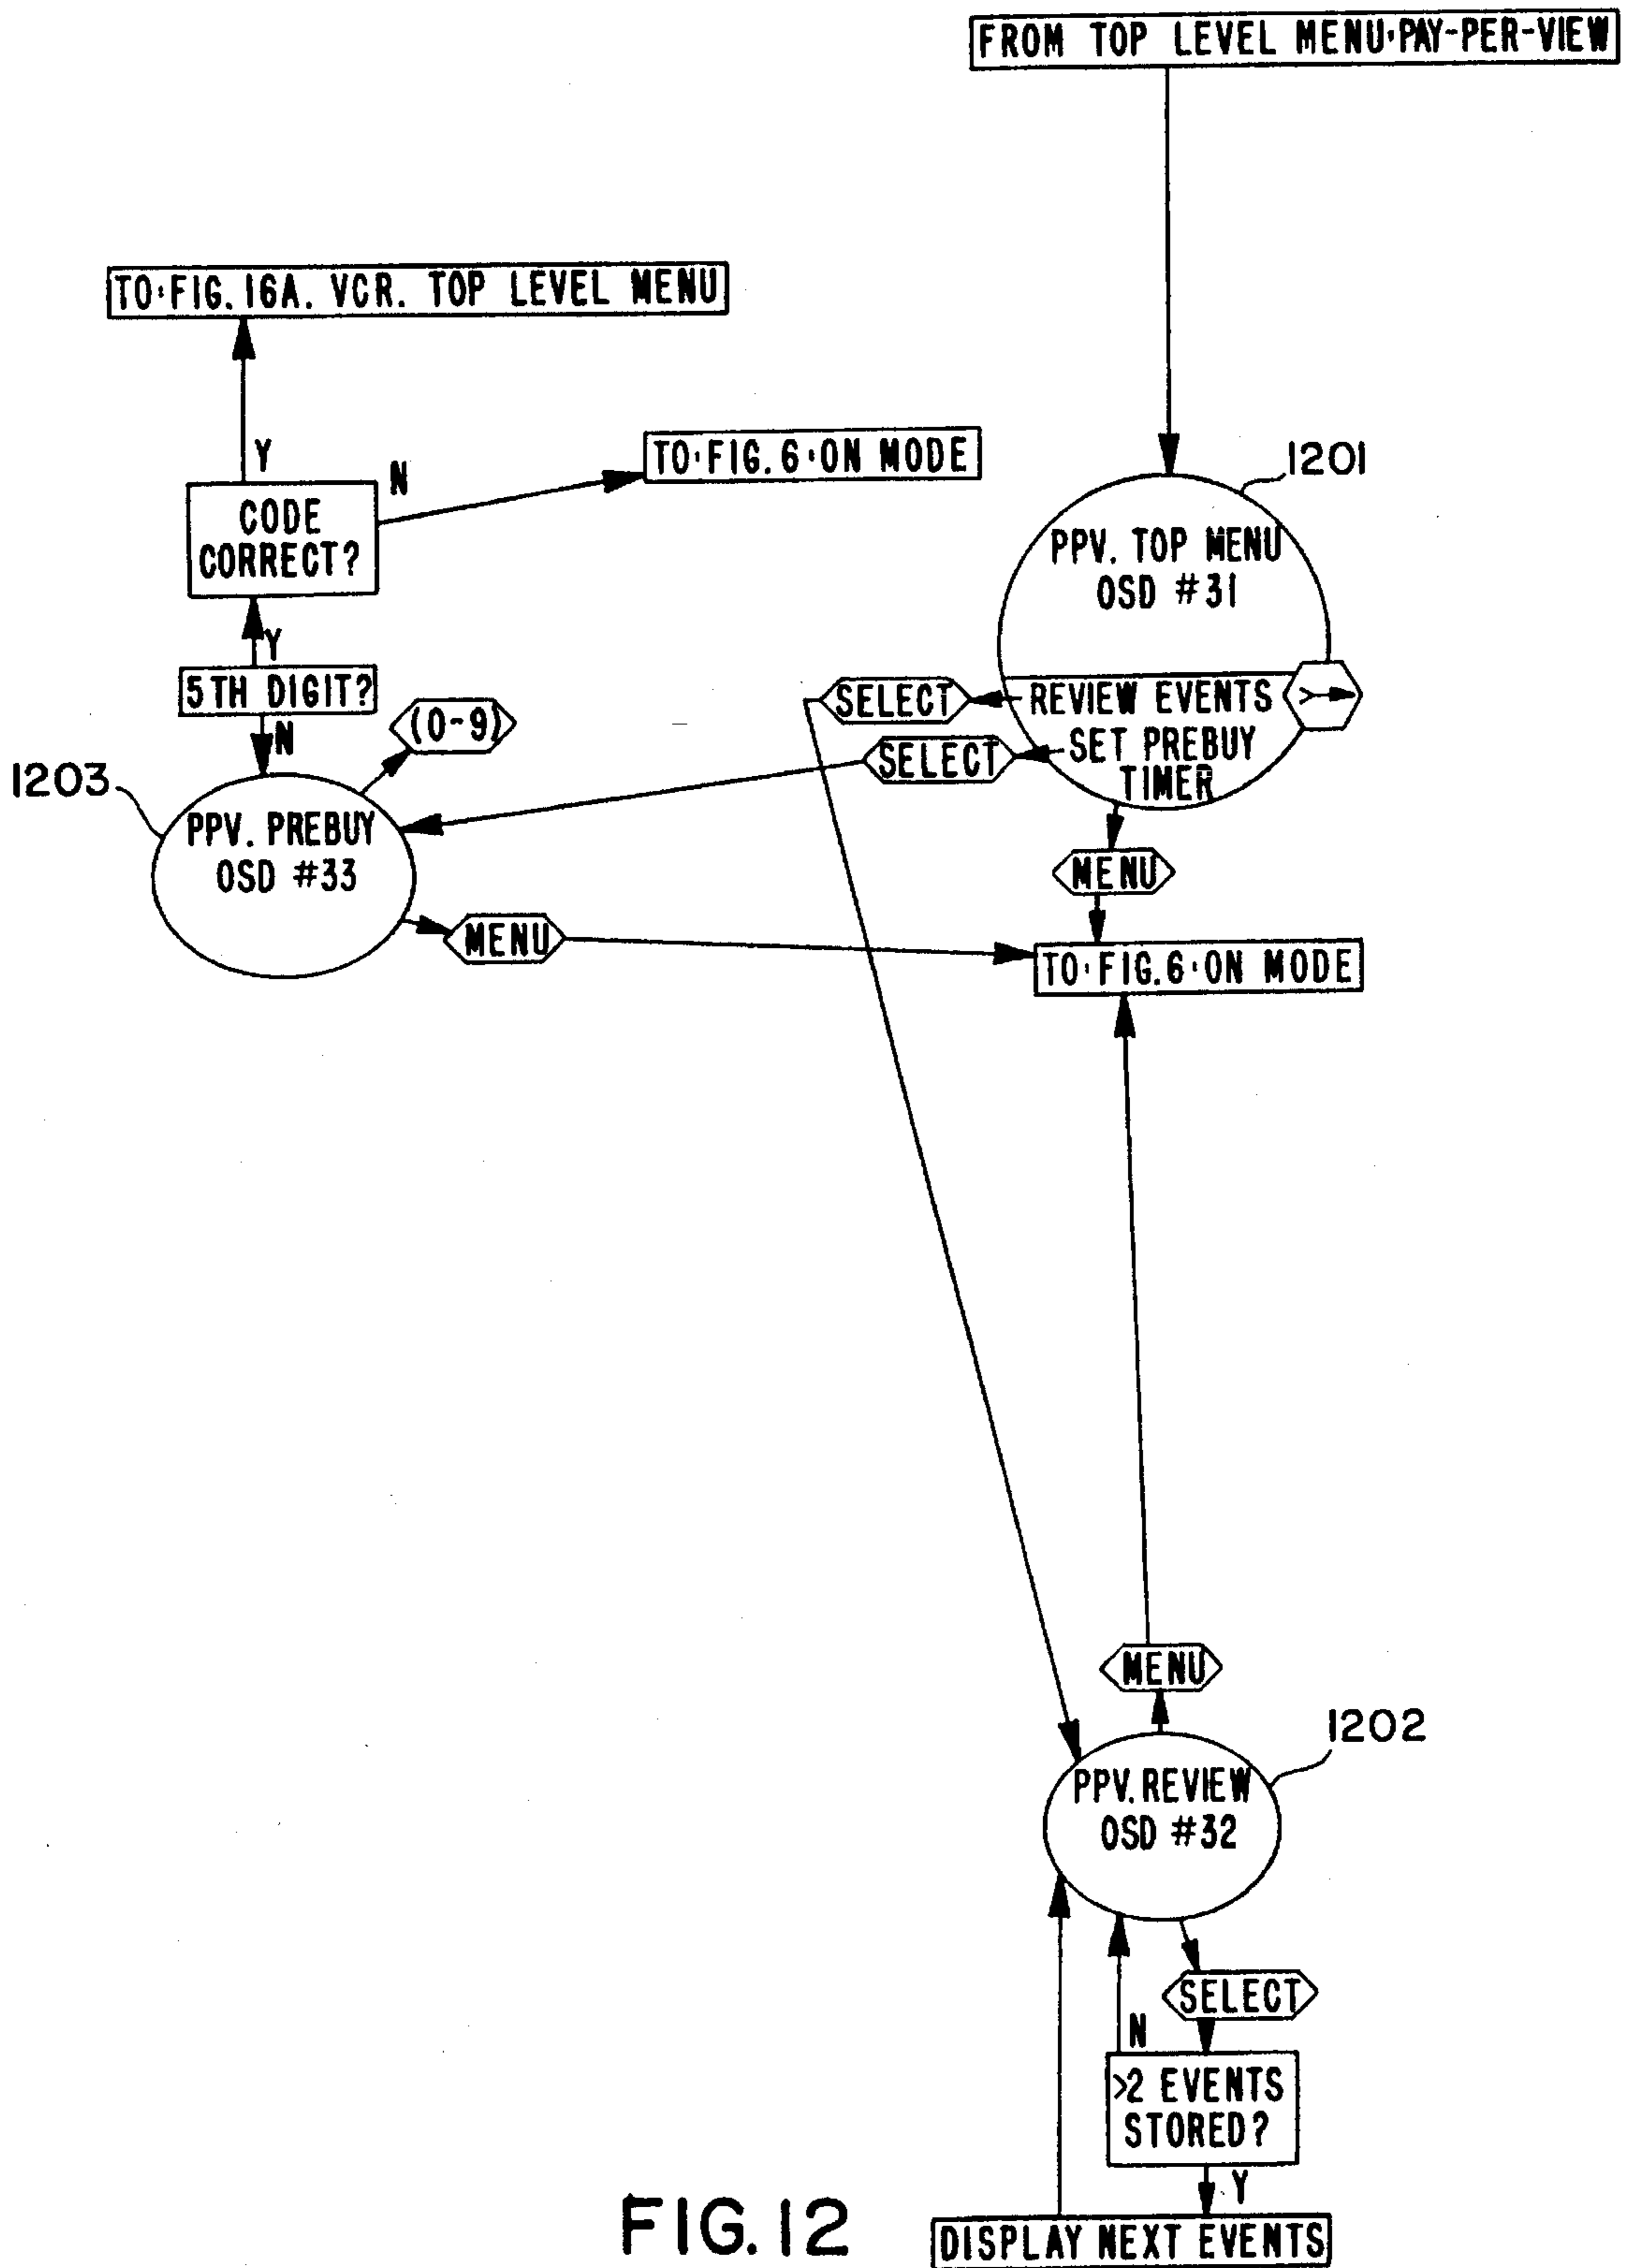 FROM TOP LEVEL MENU·PAY-PER-VIEW
TO·FIG. 16A. VCR. TOP LEVEL MENU
Y
N
TO·FIG. 6·ON MODE
CODE
CORRECT?
1201
PPV. TOP MENU
OSD #31
Y
5TH DIGIT?
N
(0-9)
SELECT
REVIEW EVENTS
SELECT
SET PREBUY
TIMER
1203
PPV. PREBUY
OSD #33
MENU
MENU
TO·FIG. 6·ON MODE
MENU
1202
PPV. REVIEW
OSD #32
SELECT
N
>2 EVENTS
STORED?
Y
DISPLAY NEXT EVENTS
FIG. 12